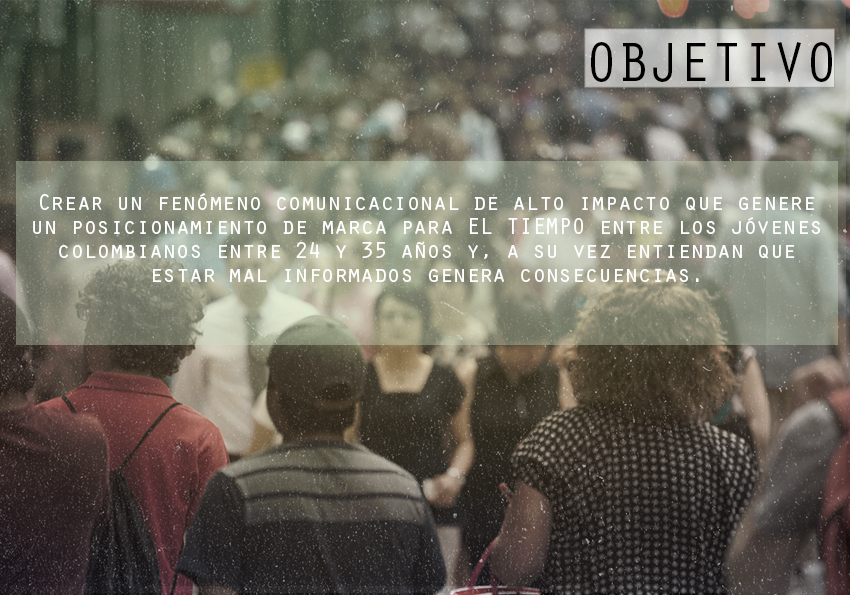 OBJETIVO
Crear un fenómeno comunicacional de alto impacto que genere
un posicionamiento de marca para EL TIEMPO entre los jóvenes
colombianos entre 24 y 35 años y, a su vez entiendan que
estar mal informados genera consecuencias.